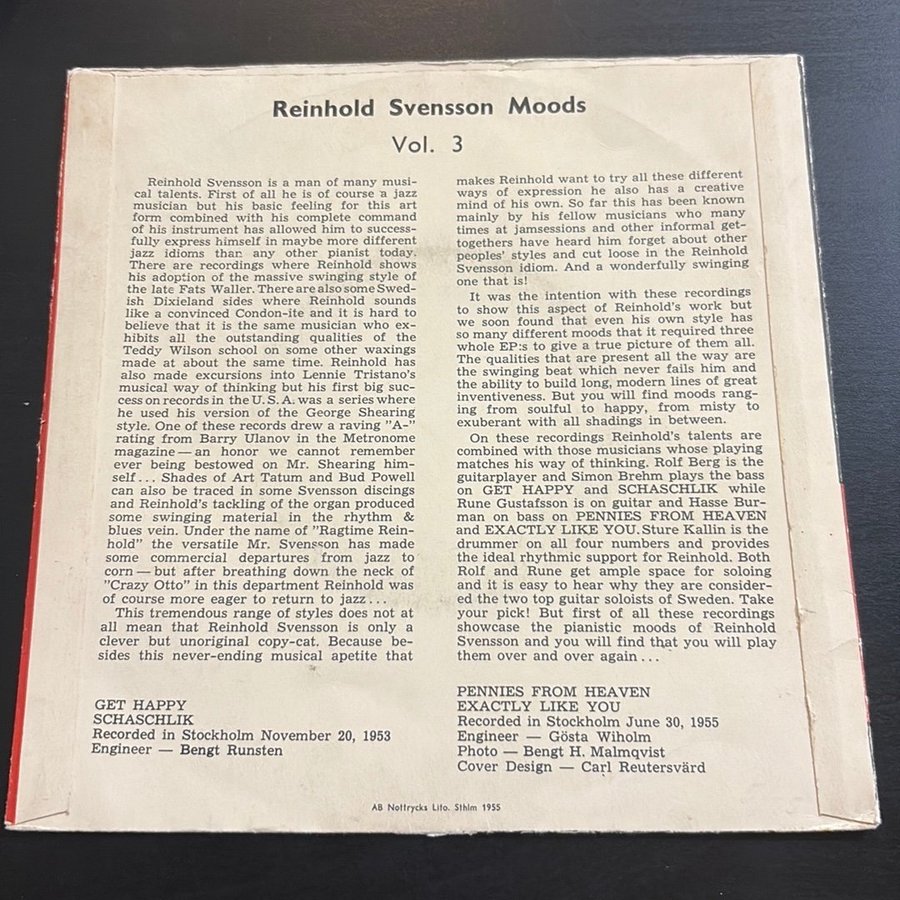 Reinhold Svensson Moods
Vol. 3
Reinhold Svensson is a man of many musi-
cal talents. First of all he is of course a jazz
musician but his basic feeling for this art
form combined with his complete command
of his instrument has allowed him to success-
fully express himself in maybe more different
jazz idioms than any other pianist today.
There are recordings where Reinhold shows
his adoption of the massive swinging style of
the late Fats Waller. There are also some Swed-
ish Dixieland sides where Reinhold sounds
like a convinced Condon-ite and it is hard to
believe that it is the same musician who ex-
hibits all the outstanding qualities of the
Teddy Wilson school on some other waxings
made at about the same time. Reinhold has
also made excursions into Lennie Tristano's
musical way of thinking but his first big suc-
cess on records in the U. S. A. was a series where
he used his version of the George Shearing
style. One of these records drew a raving "A-"
rating from Barry Ulanov in the Metronome
magazine — an honor we cannot remember
ever being bestowed on Mr. Shearing him-
self ... Shades of Art Tatum and Bud Powell
can also be traced in some Svensson discings
and Reinhold's tackling of the organ produced
some swinging material in the rhythm &
blues vein. Under the name of "Ragtime Rein-
hold" the versatile Mr. Svensson has made
some commercial departures from jazz to
corn — but after breathing down the neck of
"Crazy Otto" in this department Reinhold was
of course more eager to return to jazz ...
This tremendous range of styles does not at
all mean that Reinhold Svensson is only a
clever but unoriginal copy-cat. Because be-
sides this never-ending musical apetite that
makes Reinhold want to try all these different
ways of expression he also has a creative
mind of his own. So far this has been known
mainly by his fellow musicians who many
times at jamsessions and other informal get-
togethers have heard him forget about other
peoples' styles and cut loose in the Reinhold
Svensson idiom. And a wonderfully swinging
one that is!
It was the intention with these recordings
to show this aspect of Reinhold's work but
we soon found that even his own style has
so many different moods that it required three
whole EP:s to give a true picture of them all.
The qualities that are present all the way are
the swinging beat which never fails him and
the ability to build long, modern lines of great
inventiveness. But you will find moods rang-
ing from soulful to happy, from misty to
exuberant with all shadings in between.
On these recordings Reinhold's talents are
combined with those musicians whose playing
matches his way of thinking. Rolf Berg is the
guitarplayer and Simon Brehm plays the bass
on GET HAPPY and SCHASCHLIK while
Rune Gustafsson is on guitar and Hasse Bur-
man on bass on PENNIES FROM HEAVEN
and EXACTLY LIKE YOU. Sture Kallin is the
drummer on all four numbers and provides
the ideal rhythmic support for Reinhold. Both
Rolf and Rune get ample space for soloing
and it is easy to hear why they are consider-
ed the two top guitar soloists of Sweden. Take
your pick! But first of all these recordings
showcase the pianistic moods of Reinhold
Svensson and you will find that you will play
them over and over again ...
GET HAPPY
SCHASCHLIK
Recorded in Stockholm November 20, 1953
Engineer — Bengt Runsten
PENNIES FROM HEAVEN
EXACTLY LIKE YOU
Recorded in Stockholm June 30, 1955
Engineer — Gösta Wiholm
Photo — Bengt H. Malmqvist
Cover Design — Carl Reutersvärd
AB Nottrycks Lito. Sthlm 1955